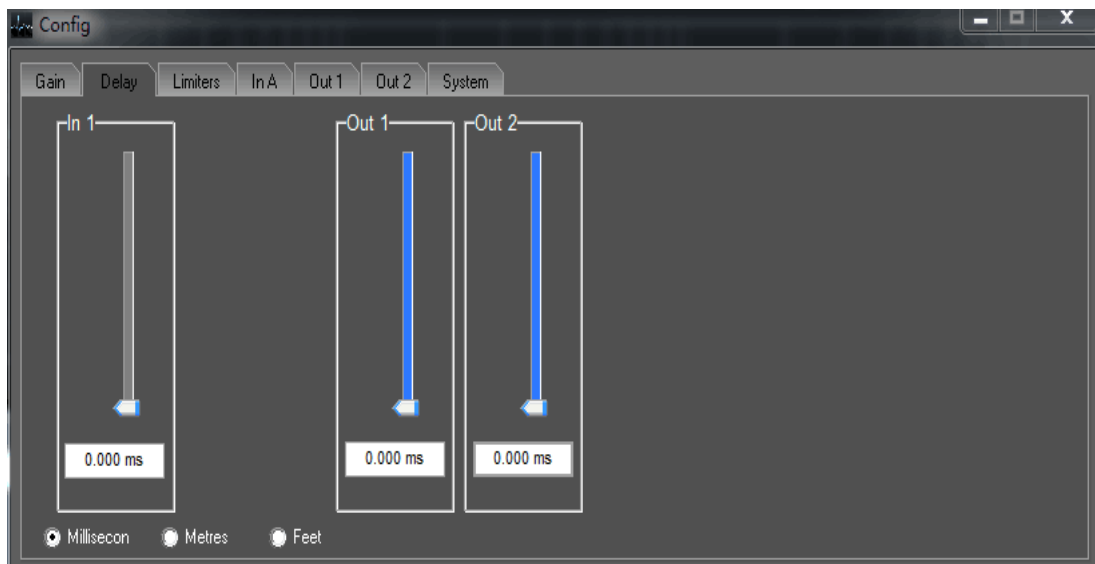 Config
X
Gain Delay Limiters In A Out 1 Out 2 System
In 1 Out 1 Out 2
0.000 ms 0.000 ms 0.000 ms
Millisecon Metres Feet